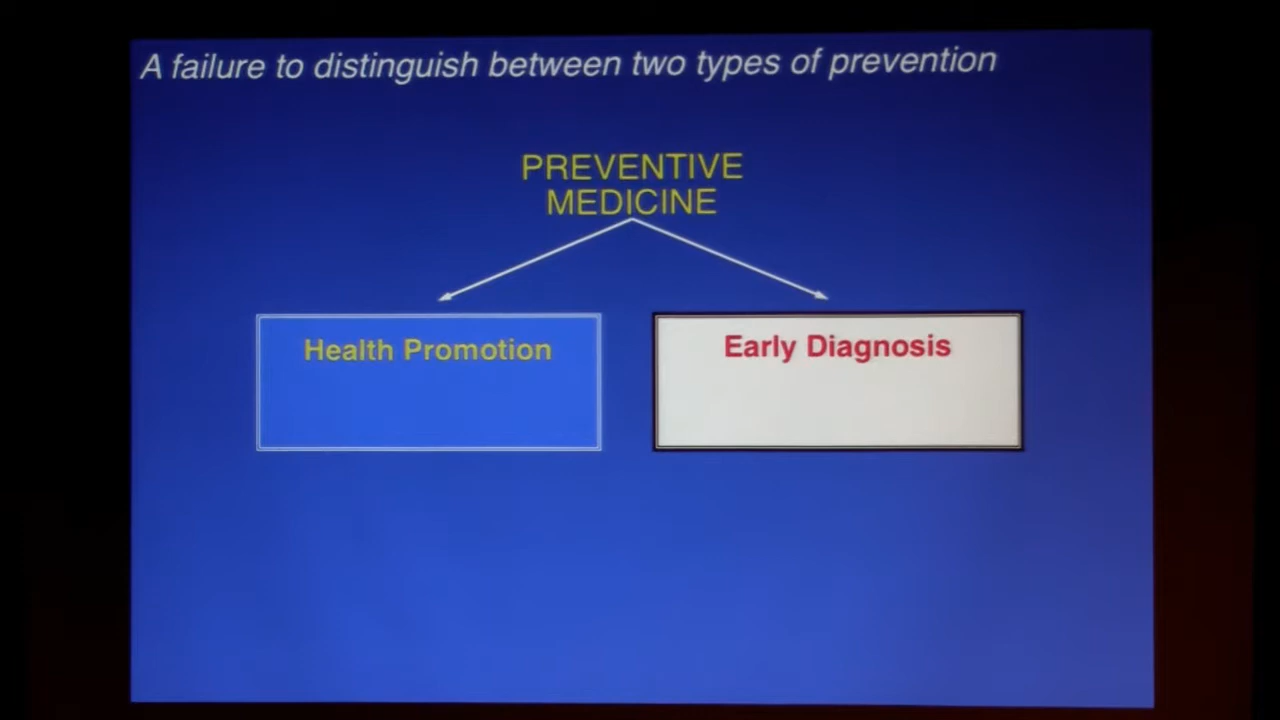 A failure to distinguish between two types of prevention
PREVENTIVE
MEDICINE
Health Promotion
Early Diagnosis